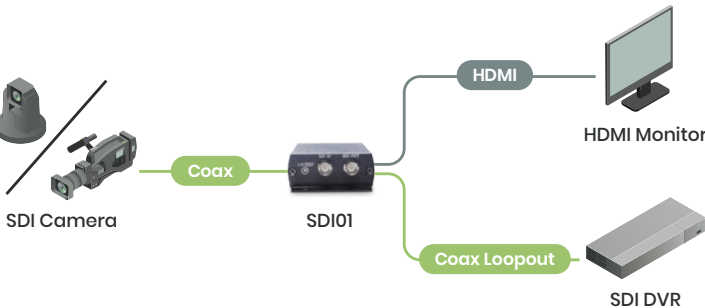 HDMI
HDMI Monitor
Coax
SDI Camera
SDI01
Coax Loopout
SDI DVR